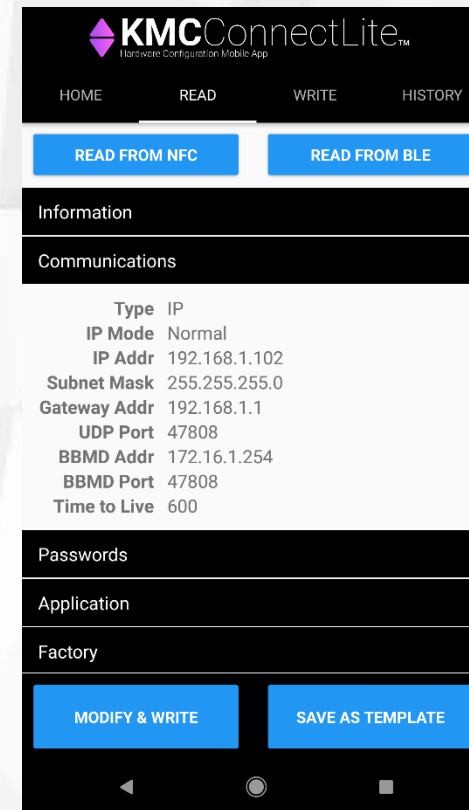 KMCConnectLite™
Hardware Configuration Mobile App
HOME READ WRITE HISTORY
READ FROM NFC READ FROM BLE
Information
Communications
Type IP
IP Mode Normal
IP Addr 192.168.1.102
Subnet Mask 255.255.255.0
Gateway Addr 192.168.1.1
UDP Port 47808
BBMD Addr 172.16.1.254
BBMD Port 47808
Time to Live 600
Passwords
Application
Factory
MODIFY & WRITE SAVE AS TEMPLATE